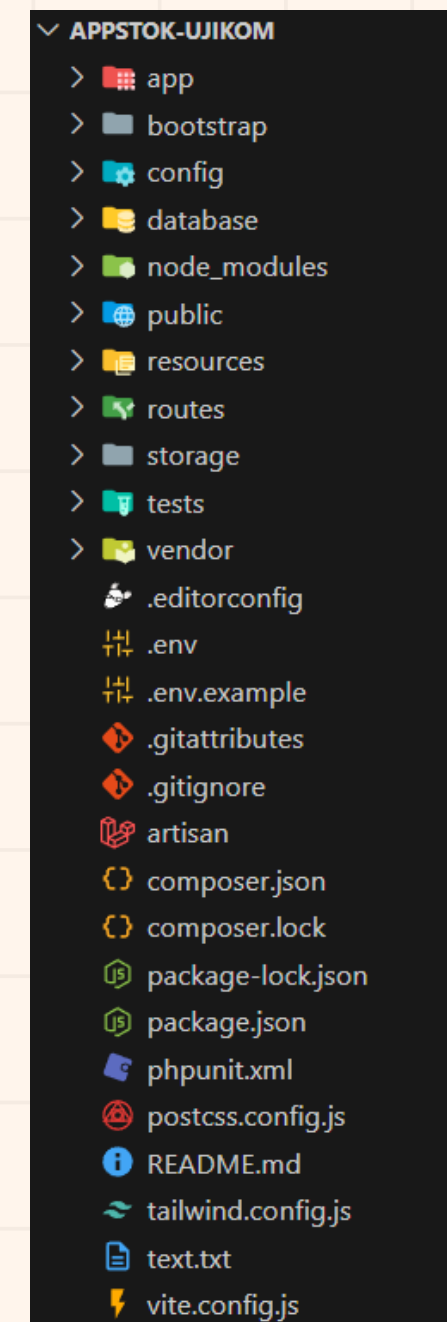 APPSTOK-UJIKOM
app
bootstrap
config
database
node_modules
public
resources
routes
storage
tests
vendor
.editorconfig
.env
.env.example
.gitattributes
.gitignore
artisan
composer.json
composer.lock
package-lock.json
package.json
phpunit.xml
postcss.config.js
README.md
tailwind.config.js
text.txt
vite.config.js